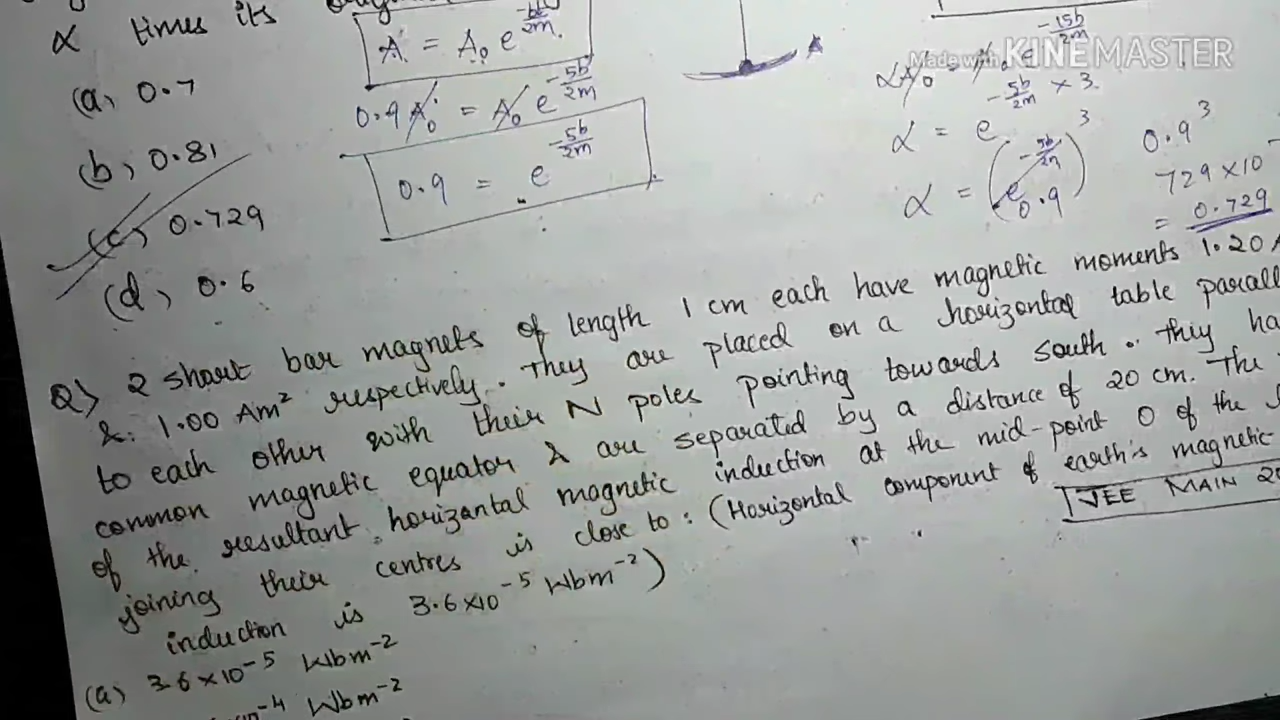 α times its
(a) 0.7
(b) 0.81
(c) 0.729
(d) 0.6
A = A₀ e^(-bt/2m).
0.9 A₀ = A₀ e^(-5b/2m)
0.9 = e^(-5b/2m)
A
Made with KINEMASTER
αA₀ = A₀ e^(-15b/2m)
α = e^(-5b/2m × 3)
α = (e^(-5b/2m))³
0.9
0.9³
729×10
= 0.729
Q) 2 short bar magnets of length 1 cm each have magnetic moments 1.20
& 1.00 Am² respectively. They are placed on a horizontal table
to each other with their N poles pointing towards south. They
common magnetic equator & are separated by a distance of 20 cm. The
of the resultant horizontal magnetic induction at the mid-point O of the
joining their centres is close to: (Horizontal component of earth's magnetic
induction is 3.6×10⁻⁵ Wbm⁻²)
JEE MAIN
(a) 3.6×10⁻⁵ Wbm⁻²
Wbm⁻²